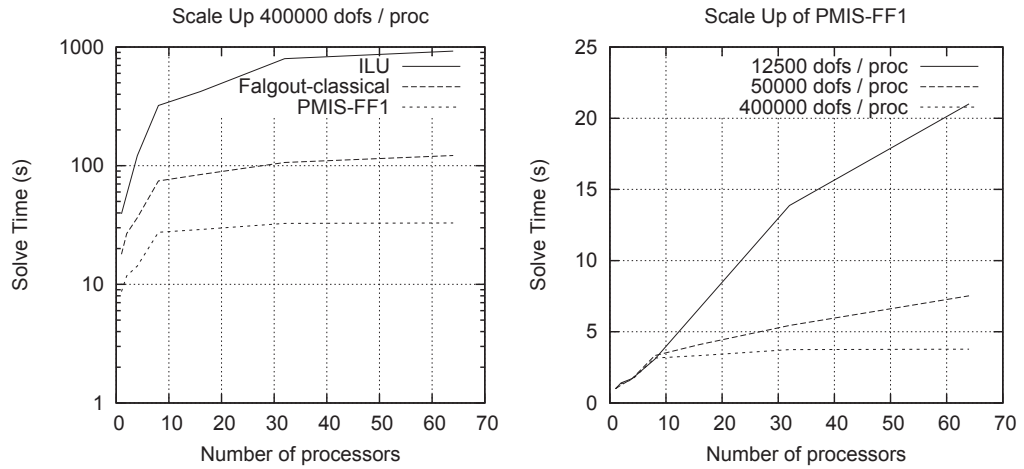 Scale Up 400000 dofs / proc
1000
100
10
1
0 10 20 30 40 50 60 70
Solve Time (s)
Number of processors
ILU
Falgout-classical
PMIS-FF1
Scale Up of PMIS-FF1
25
20
15
10
5
0
0 10 20 30 40 50 60 70
Solve Time (s)
Number of processors
12500 dofs / proc
50000 dofs / proc
400000 dofs / proc